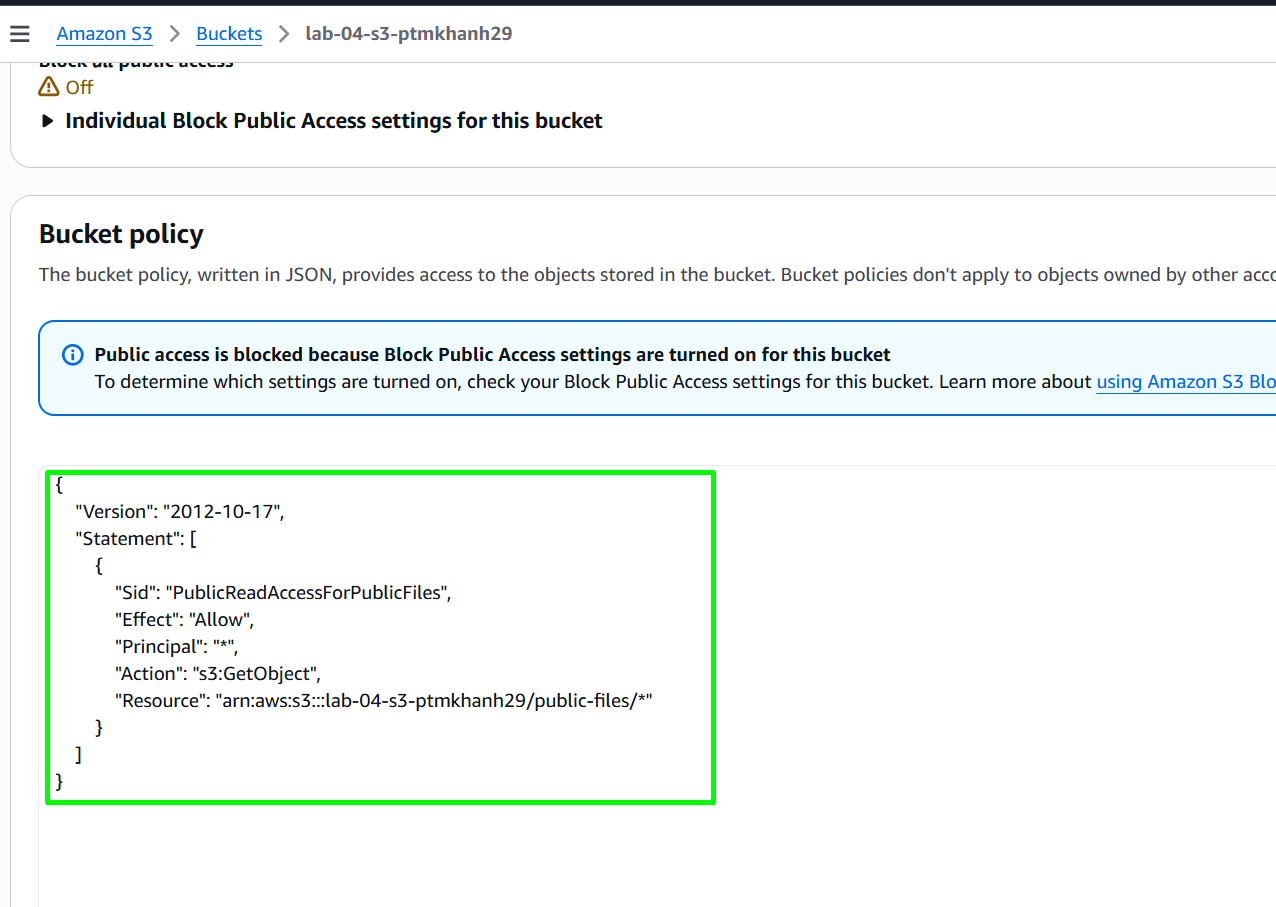 Amazon S3 > Buckets > lab-04-s3-ptmkhanh29
Block all public access
Off
Individual Block Public Access settings for this bucket
Bucket policy
The bucket policy, written in JSON, provides access to the objects stored in the bucket. Bucket policies don't apply to objects owned by other acco
Public access is blocked because Block Public Access settings are turned on for this bucket
To determine which settings are turned on, check your Block Public Access settings for this bucket. Learn more about using Amazon S3 Blo
{
    "Version": "2012-10-17",
    "Statement": [
        {
            "Sid": "PublicReadAccessForPublicFiles",
            "Effect": "Allow",
            "Principal": "*",
            "Action": "s3:GetObject",
            "Resource": "arn:aws:s3:::lab-04-s3-ptmkhanh29/public-files/*"
        }
    ]
}